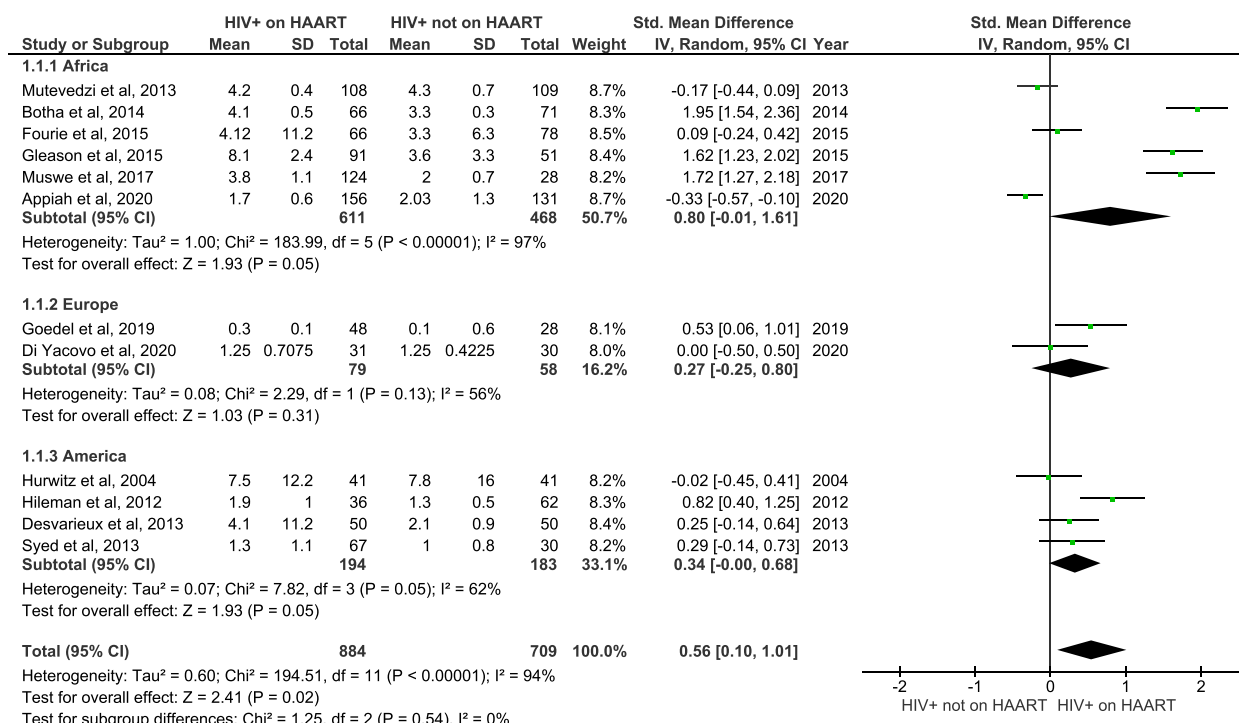 HIV+ on HAART HIV+ not on HAART Std. Mean Difference Std. Mean Difference
Study or Subgroup Mean SD Total Mean SD Total Weight IV, Random, 95% CI Year IV, Random, 95% CI
1.1.1 Africa
Mutevedzi et al, 2013 4.2 0.4 108 4.3 0.7 109 8.7% -0.17 [-0.44, 0.09] 2013
Botha et al, 2014 4.1 0.5 66 3.3 0.3 71 8.3% 1.95 [1.54, 2.36] 2014
Fourie et al, 2015 4.12 11.2 66 3.3 6.3 78 8.5% 0.09 [-0.24, 0.42] 2015
Gleason et al, 2015 8.1 2.4 91 3.6 3.3 51 8.4% 1.62 [1.23, 2.02] 2015
Muswe et al, 2017 3.8 1.1 124 2 0.7 28 8.2% 1.72 [1.27, 2.18] 2017
Appiah et al, 2020 1.7 0.6 156 2.03 1.3 131 8.7% -0.33 [-0.57, -0.10] 2020
Subtotal (95% CI) 611 468 50.7% 0.80 [-0.01, 1.61]
Heterogeneity: Tau² = 1.00; Chi² = 183.99, df = 5 (P < 0.00001); I² = 97%
Test for overall effect: Z = 1.93 (P = 0.05)
1.1.2 Europe
Goedel et al, 2019 0.3 0.1 48 0.1 0.6 28 8.1% 0.53 [0.06, 1.01] 2019
Di Yacovo et al, 2020 1.25 0.7075 31 1.25 0.4225 30 8.0% 0.00 [-0.50, 0.50] 2020
Subtotal (95% CI) 79 58 16.2% 0.27 [-0.25, 0.80]
Heterogeneity: Tau² = 0.08; Chi² = 2.29, df = 1 (P = 0.13); I² = 56%
Test for overall effect: Z = 1.03 (P = 0.31)
1.1.3 America
Hurwitz et al, 2004 7.5 12.2 41 7.8 16 41 8.2% -0.02 [-0.45, 0.41] 2004
Hileman et al, 2012 1.9 1 36 1.3 0.5 62 8.3% 0.82 [0.40, 1.25] 2012
Desvarieux et al, 2013 4.1 11.2 50 2.1 0.9 50 8.4% 0.25 [-0.14, 0.64] 2013
Syed et al, 2013 1.3 1.1 67 1 0.8 30 8.2% 0.29 [-0.14, 0.73] 2013
Subtotal (95% CI) 194 183 33.1% 0.34 [-0.00, 0.68]
Heterogeneity: Tau² = 0.07; Chi² = 7.82, df = 3 (P = 0.05); I² = 62%
Test for overall effect: Z = 1.93 (P = 0.05)
Total (95% CI) 884 709 100.0% 0.56 [0.10, 1.01]
Heterogeneity: Tau² = 0.60; Chi² = 194.51, df = 11 (P < 0.00001); I² = 94%
Test for overall effect: Z = 2.41 (P = 0.02)
Test for subgroup differences: Chi² = 1.25, df = 2 (P = 0.54), I² = 0%
-2 -1 0 1 2
HIV+ not on HAART HIV+ on HAART